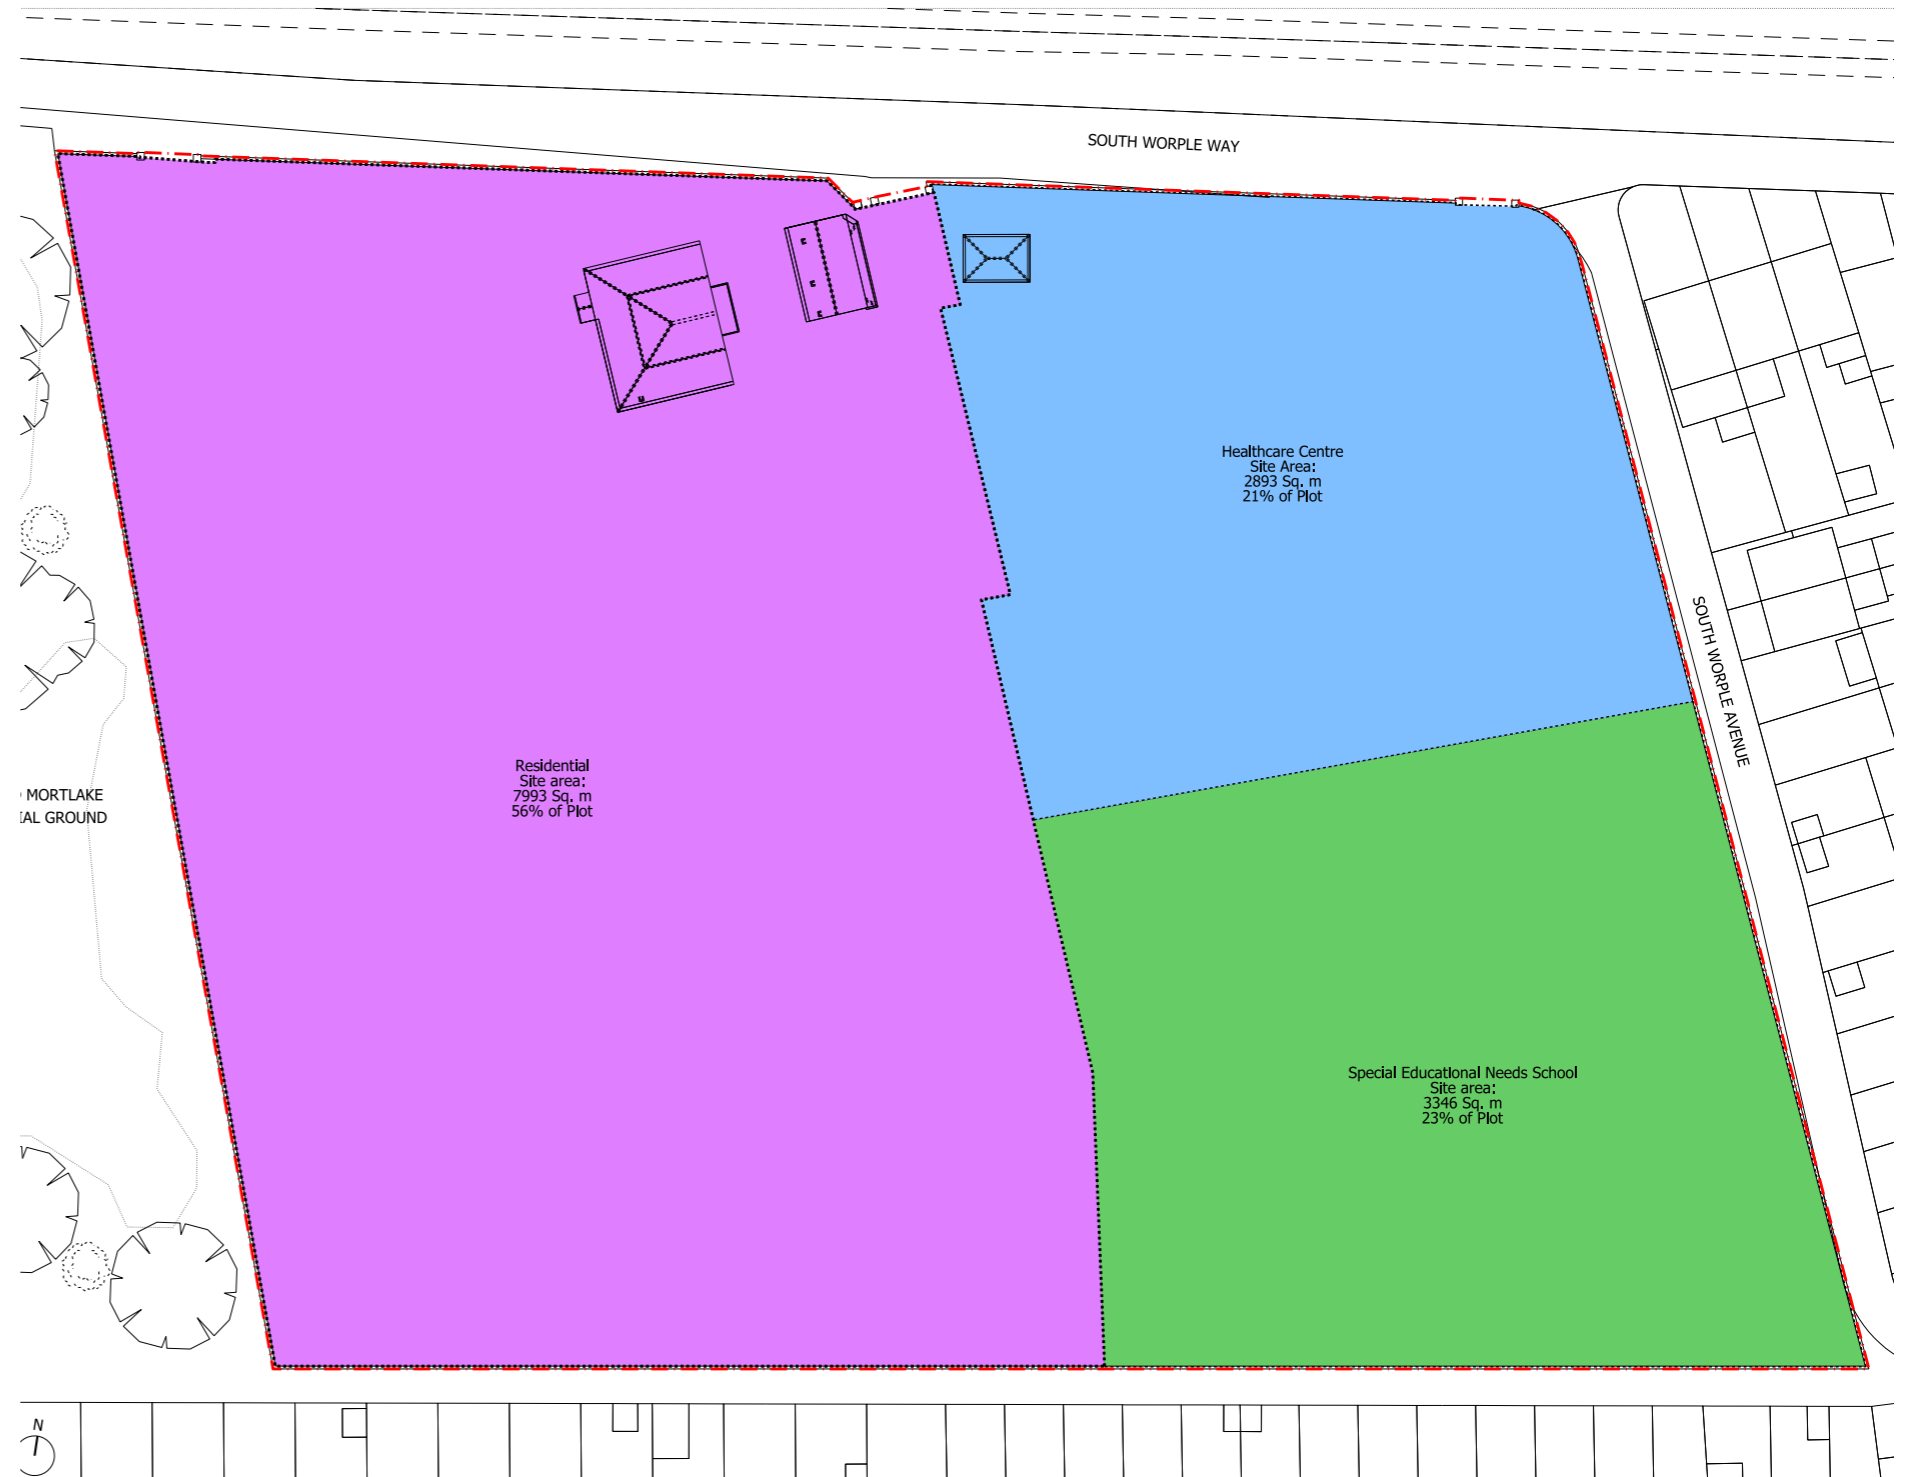 SOUTH WORPLE WAY
Healthcare Centre
Site Area:
2893 Sq. m
21% of Plot
SOUTH WORPLE AVENUE
Residential
Site area:
7993 Sq. m
56% of Plot
MORTLAKE
IAL GROUND
Special Educational Needs School
Site area:
3346 Sq. m
23% of Plot
N